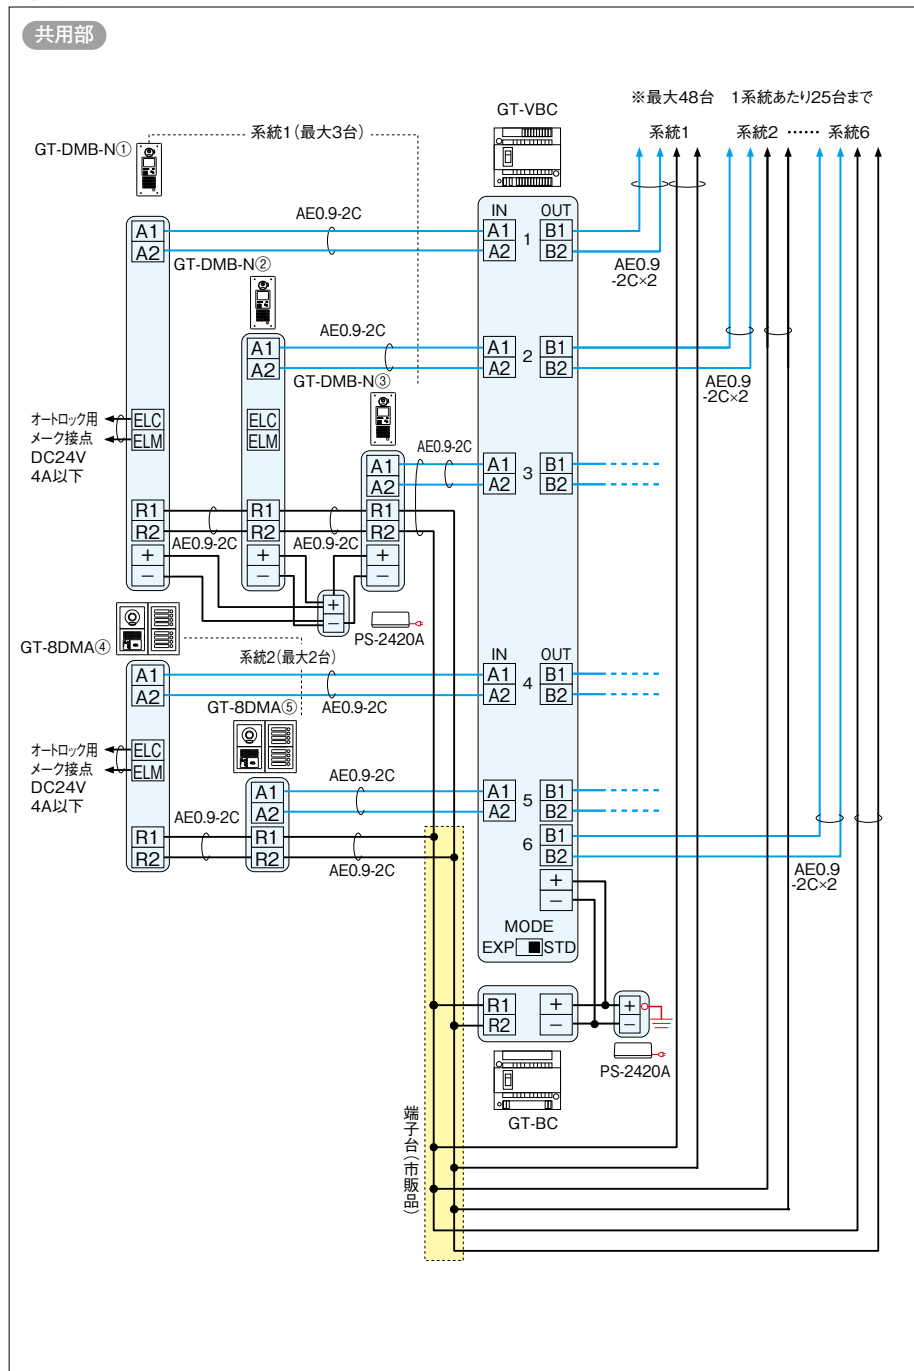 共用部
※最大48台　1系統あたり25台まで
GT-VBC
系統1
系統2 …… 系統6
系統1（最大3台）
GT-DMB-N①
IN OUT
AE0.9-2C
A1
A2
A1 1 B1
A2 B2
AE0.9
-2C×2
GT-DMB-N②
AE0.9-2C
A1
A2
A1 2 B1
A2 B2
AE0.9
-2C×2
GT-DMB-N③
オートロック用
メーク接点
DC24V
4A以下
ELC
ELM
ELC
ELM
AE0.9-2C
A1
A2
A1 3 B1
A2 B2
R1
R2
R1
R2
R1
R2
AE0.9-2C
AE0.9-2C
+
−
+
−
+
−
+
−
PS-2420A
GT-8DMA④
系統2（最大2台）
IN OUT
A1
A2
A1 4 B1
A2 B2
AE0.9-2C
GT-8DMA⑤
オートロック用
メーク接点
DC24V
4A以下
ELC
ELM
AE0.9-2C
A1
A2
A1 5 B1
A2 B2
AE0.9-2C
R1
R2
R1
R2
AE0.9-2C
6 B1
B2
AE0.9
-2C×2
+
−
MODE
EXP STD
R1 +
R2 −
+
−
PS-2420A
GT-BC
端子台（市販品）